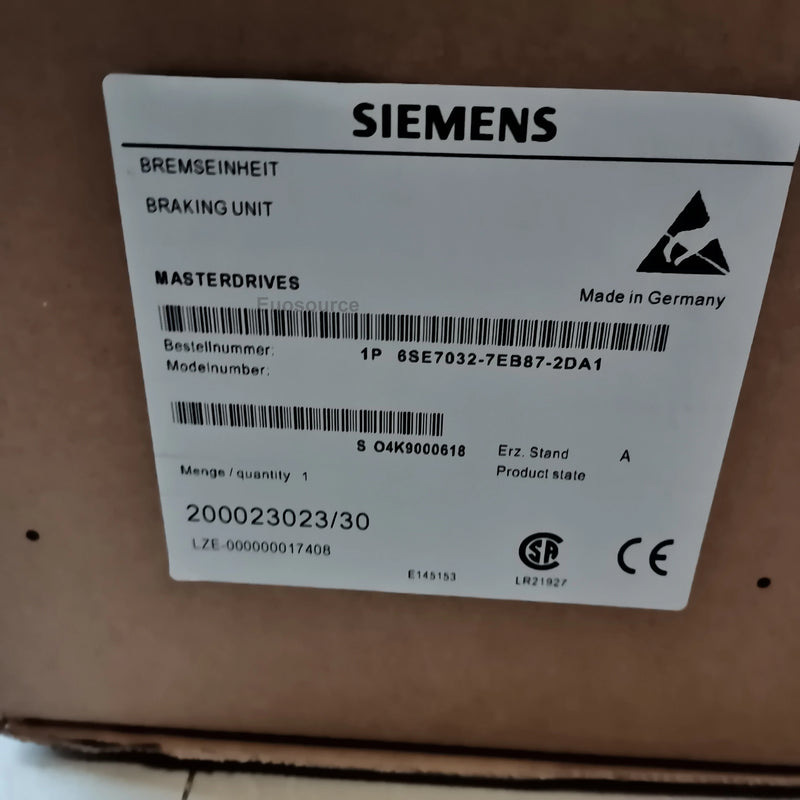 SIEMENS
BREMSEINHEIT
BRAKING UNIT
MASTERDRIVES
Made in Germany
Euosource
Bestellnummer: 1P 6SE7032-7EB87-2DA1
Modelnumber:
S O4K9000618 Erz. Stand A
Product state
Menge / quantity 1
200023023/30
LZE-000000017408
E145153
SA
LR21927
CE